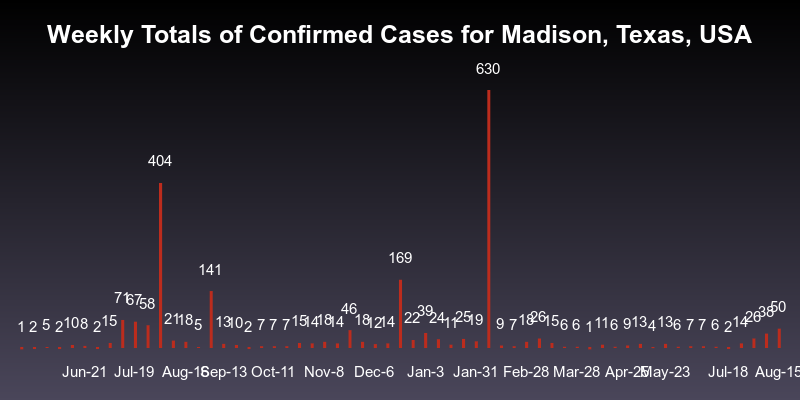 Weekly Totals of Confirmed Cases for Madison, Texas, USA
630
404
169
141
1 2 5 2 10 8 2 15 71 67 58 21 18 5 13 10 2 7 7 7 15 14 18 14 46 18 12 14 22 39 24 11 25 19 9 7 18 26 15 6 6 1 11 6 9 13 4 13 6 7 7 6 2 14 26 38 50
Jun-21 Jul-19 Aug-16 Sep-13 Oct-11 Nov-8 Dec-6 Jan-3 Jan-31 Feb-28 Mar-28 Apr-25 May-23 Jul-18 Aug-15